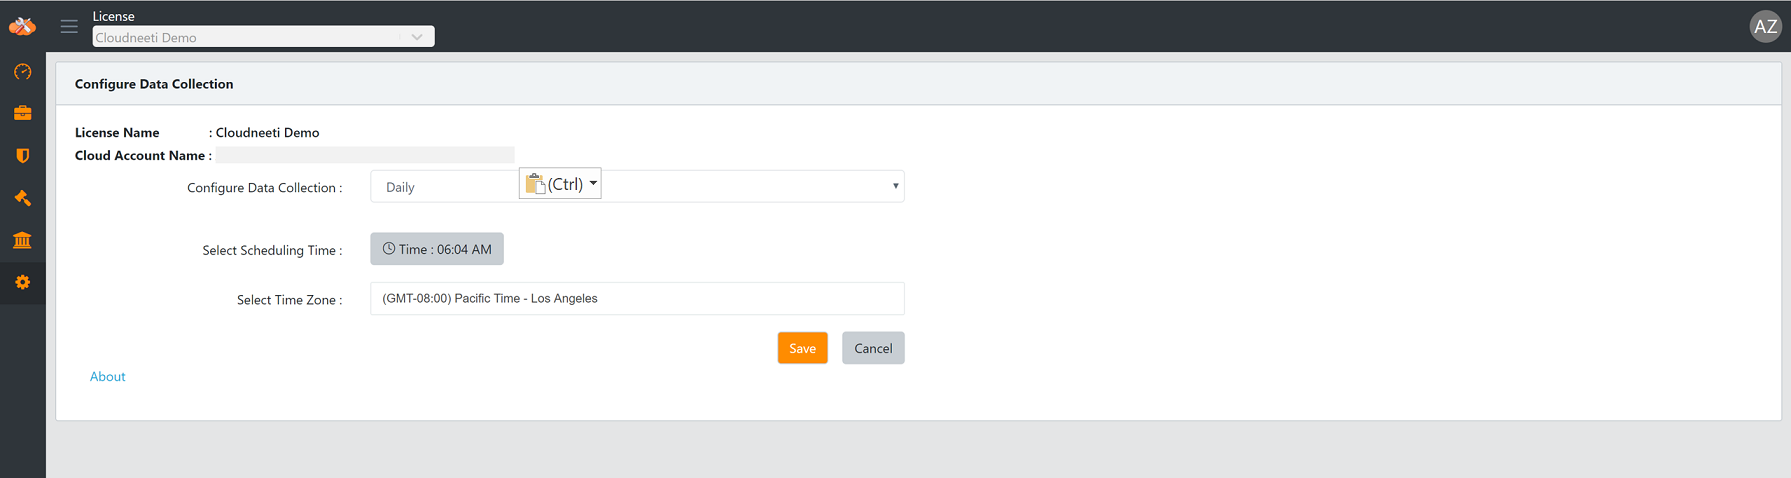 License
Cloudneeti Demo
AZ
Configure Data Collection
License Name : Cloudneeti Demo
Cloud Account Name :
Configure Data Collection : Daily (Ctrl)
Select Scheduling Time : Time : 06:04 AM
Select Time Zone : (GMT-08:00) Pacific Time - Los Angeles
Save Cancel
About